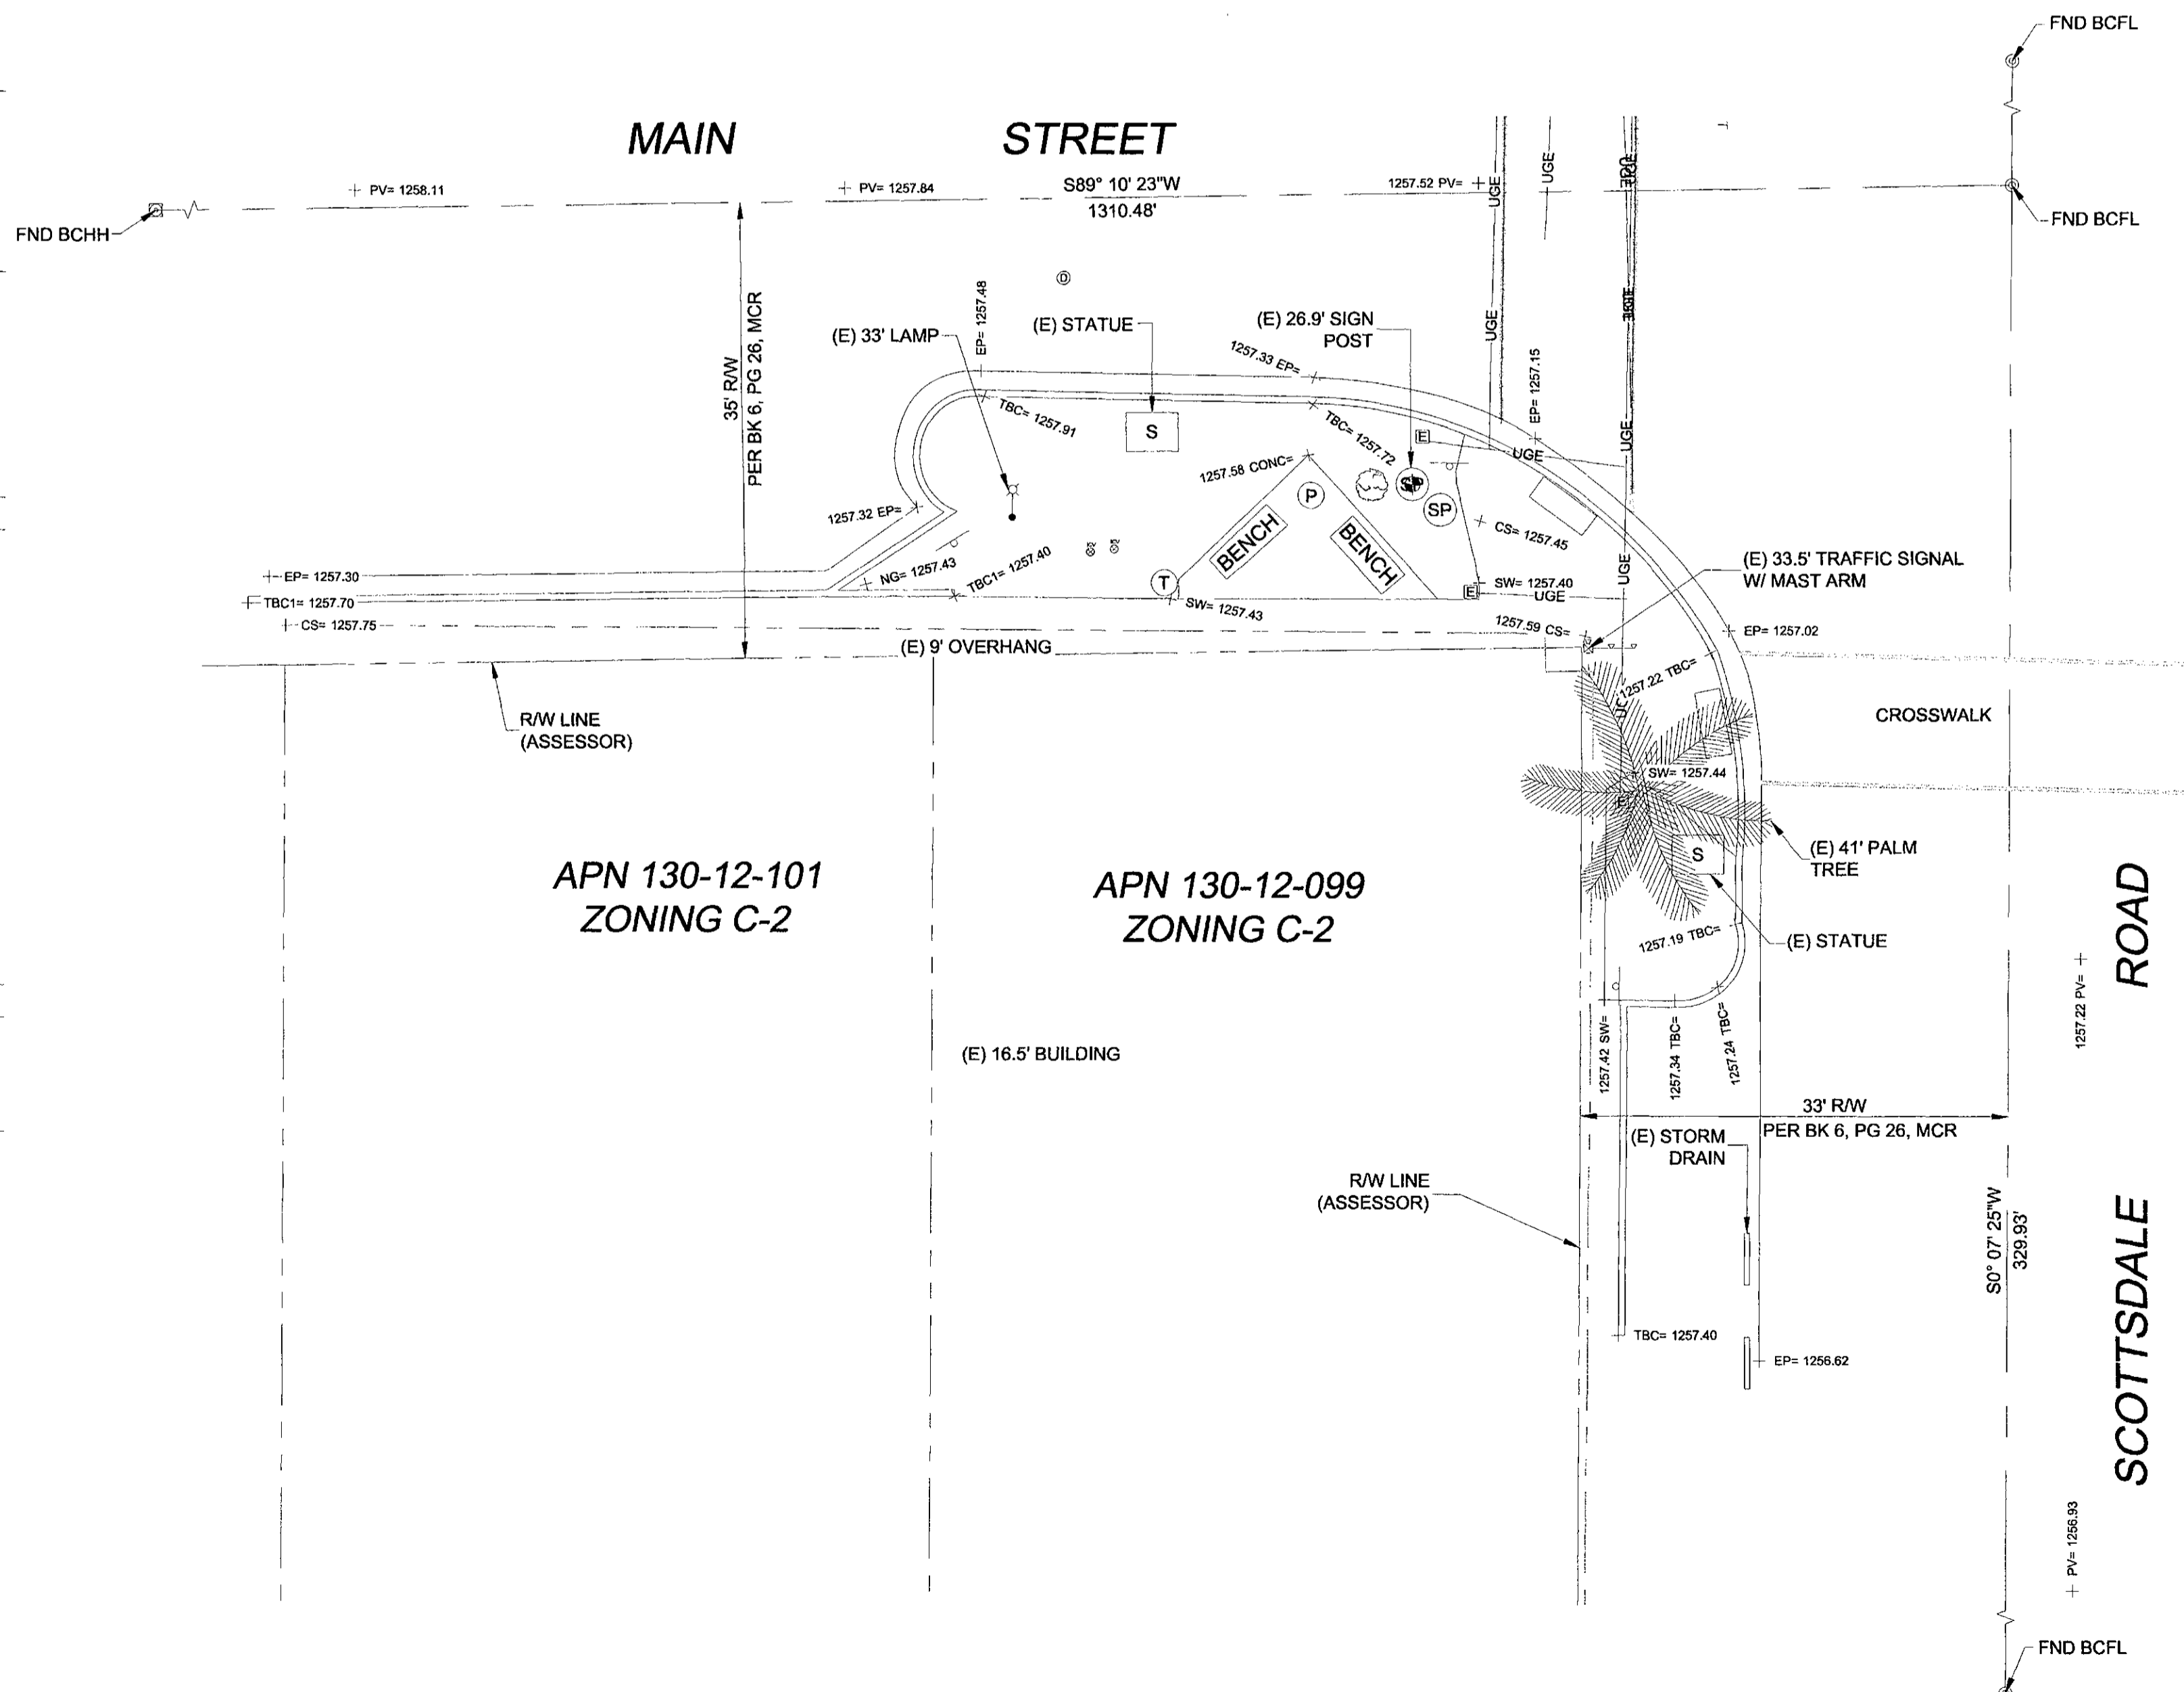 FND BCFL
MAIN STREET
PV= 1258.11
PV= 1257.84
S89° 10' 23"W
1310.48'
1257.52 PV=
UGE
UGE
UGE
UGE
FND BCHH
FND BCFL
35' R/W
PER BK 6, PG 26, MCR
D
EP= 1257.48
(E) 33' LAMP
(E) STATUE
(E) 26.9' SIGN
POST
UGE
1257.33 EP=
EP= 1257.15
TBC= 1257.91
S
TBC= 1257.72
E
UGE
UGE
1257.58 CONC=
P
SP
SP
1257.32 EP=
BENCH
BENCH
CS= 1257.45
NG= 1257.43
TBC1= 1257.40
T
EP= 1257.30
TBC1= 1257.70
CS= 1257.75
SW= 1257.43
SW= 1257.40
E
UGE
UGE
1257.59 CS=
(E) 33.5' TRAFFIC SIGNAL
W/ MAST ARM
EP= 1257.02
(E) 9' OVERHANG
1257.22 TBC=
R/W LINE
(ASSESSOR)
CROSSWALK
SW= 1257.44
E
S
(E) 41' PALM
TREE
APN 130-12-101
ZONING C-2
APN 130-12-099
ZONING C-2
1257.19 TBC=
(E) STATUE
(E) 16.5' BUILDING
1257.42 SW=
1257.34 TBC=
1257.24 TBC=
1257.22 PV=
33' R/W
PER BK 6, PG 26, MCR
(E) STORM
DRAIN
R/W LINE
(ASSESSOR)
S0° 07' 25"W
329.93'
SCOTTSDALE ROAD
TBC= 1257.40
EP= 1256.62
PV= 1256.93
FND BCFL